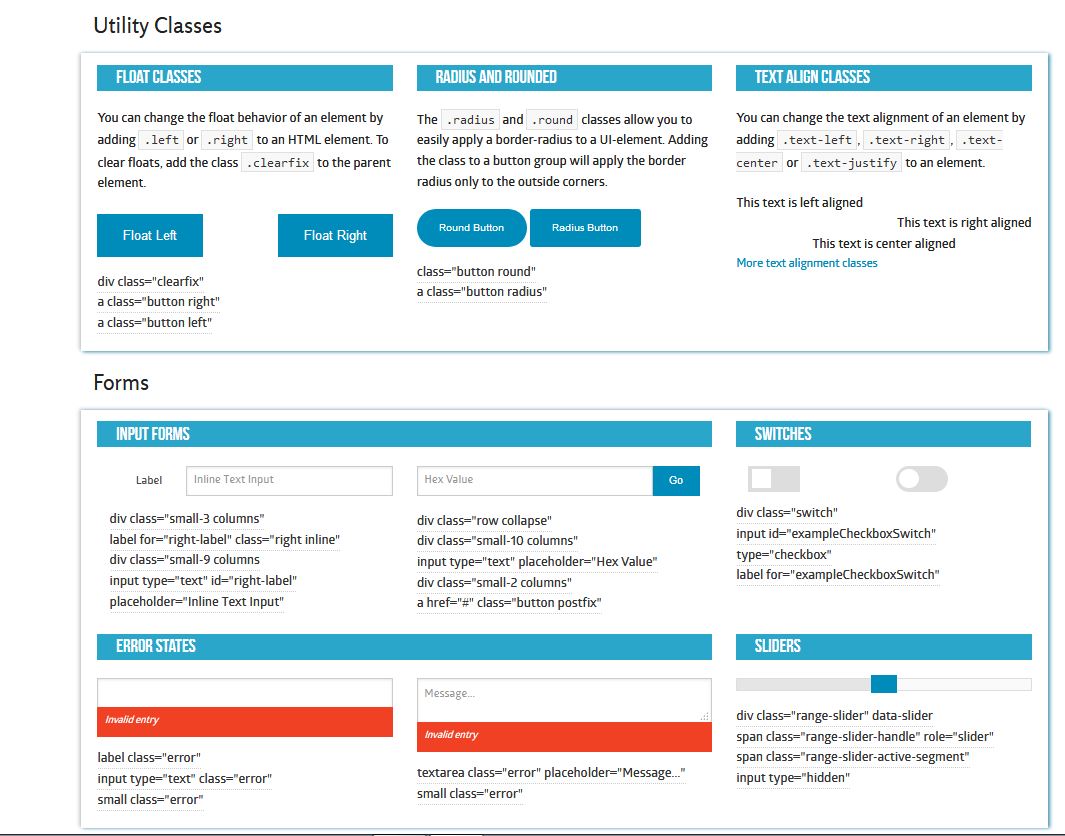 Utility Classes
FLOAT CLASSES
You can change the float behavior of an element by
adding .left or .right to an HTML element. To
clear floats, add the class .clearfix to the parent
element.
Float Left
Float Right
div class="clearfix"
a class="button right"
a class="button left"
RADIUS AND ROUNDED
The .radius and .round classes allow you to
easily apply a border-radius to a UI-element. Adding
the class to a button group will apply the border
radius only to the outside corners.
Round Button
Radius Button
class="button round"
a class="button radius"
TEXT ALIGN CLASSES
You can change the text alignment of an element by
adding .text-left, .text-right, .text-
center or .text-justify to an element.
This text is left aligned
This text is right aligned
This text is center aligned
More text alignment classes
Forms
INPUT FORMS
Label
Inline Text Input
div class="small-3 columns"
label for="right-label" class="right inline"
div class="small-9 columns
input type="text" id="right-label"
placeholder="Inline Text Input"
Hex Value
Go
div class="row collapse"
div class="small-10 columns"
input type="text" placeholder="Hex Value"
div class="small-2 columns"
a href="#" class="button postfix"
SWITCHES
div class="switch"
input id="exampleCheckboxSwitch"
type="checkbox"
label for="exampleCheckboxSwitch"
ERROR STATES
Invalid entry
label class="error"
input type="text" class="error"
small class="error"
Message...
Invalid entry
textarea class="error" placeholder="Message..."
small class="error"
SLIDERS
div class="range-slider" data-slider
span class="range-slider-handle" role="slider"
span class="range-slider-active-segment"
input type="hidden"